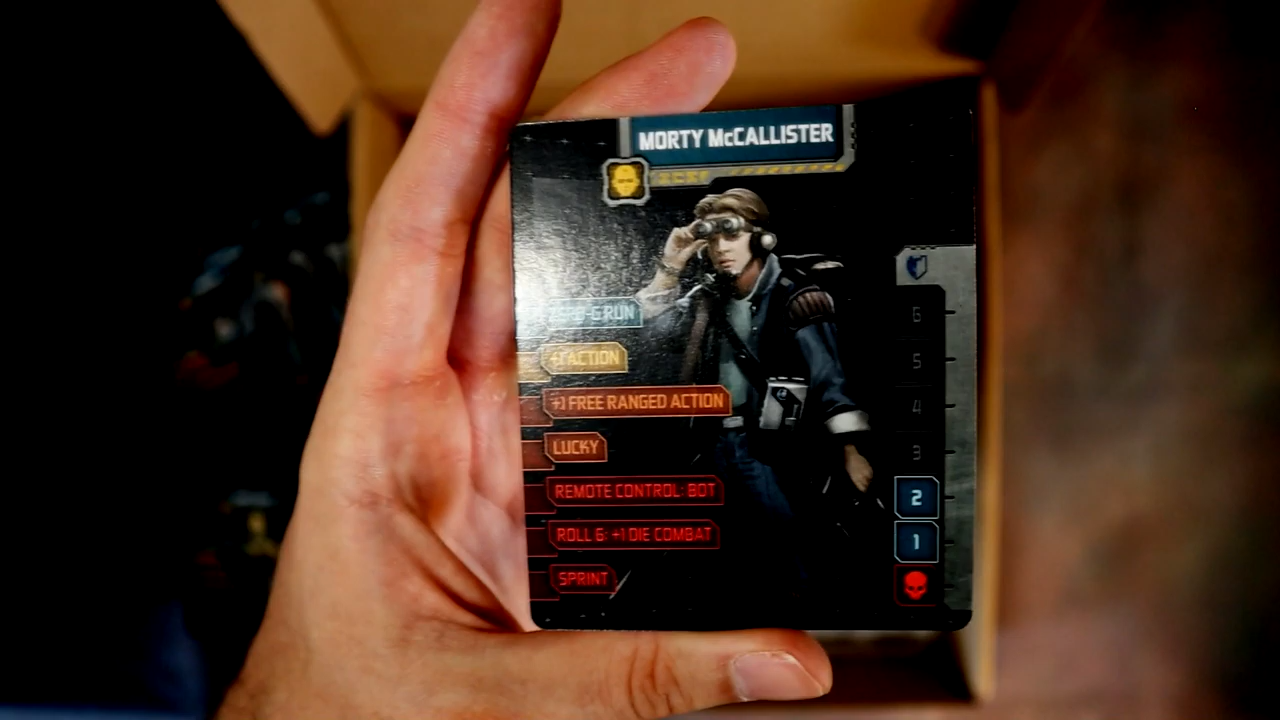 MORTY McCALLISTER
ZERO-G RUN
+1 ACTION
+1 FREE RANGED ACTION
LUCKY
REMOTE CONTROL: BOT
ROLL 6: +1 DIE COMBAT
SPRINT
6
5
4
3
2
1